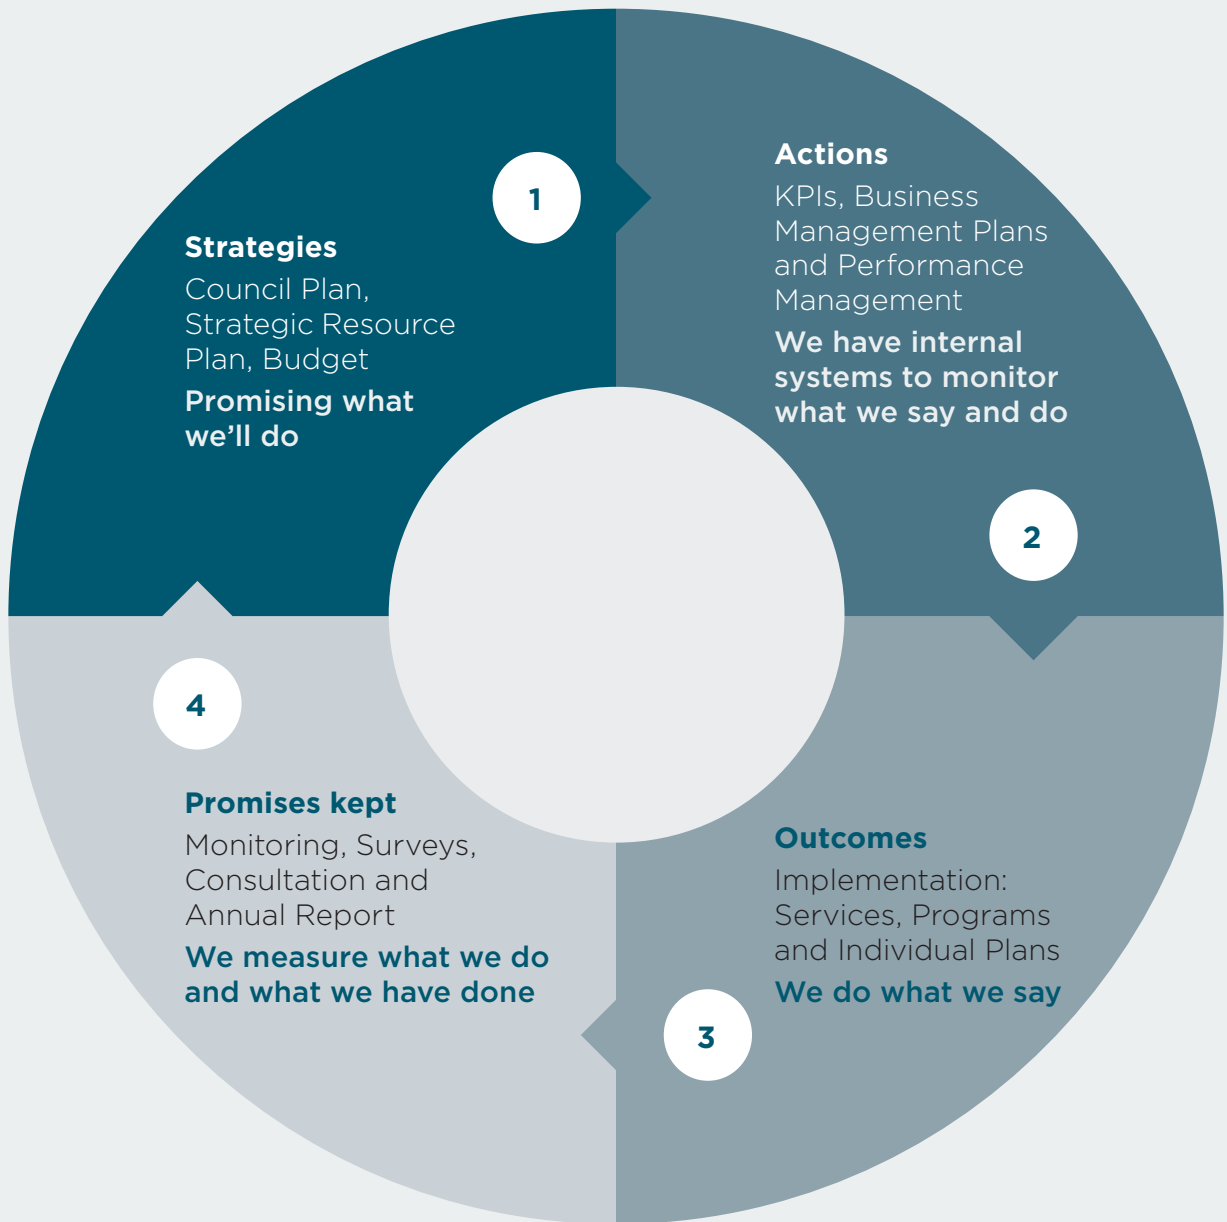 1
Strategies
Council Plan,
Strategic Resource
Plan, Budget
Promising what
we’ll do
Actions
KPIs, Business
Management Plans
and Performance
Management
We have internal
systems to monitor
what we say and do
2
Outcomes
Implementation:
Services, Programs
and Individual Plans
We do what we say
3
4
Promises kept
Monitoring, Surveys,
Consultation and
Annual Report
We measure what we do
and what we have done